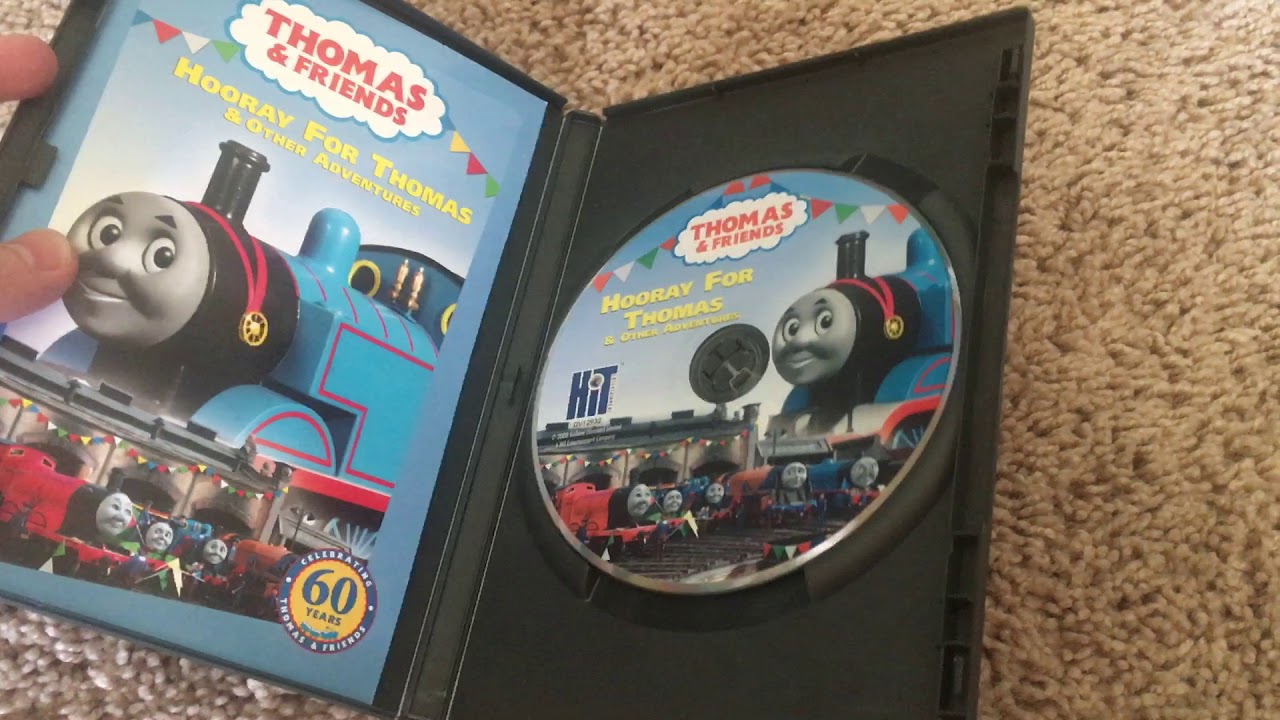 THOMAS
& FRIENDS
HOORAY FOR THOMAS
& OTHER ADVENTURES
CELEBRATING
60
YEARS
THOMAS & FRIENDS
THOMAS
& FRIENDS
HOORAY FOR
THOMAS
& OTHER ADVENTURES
HiT